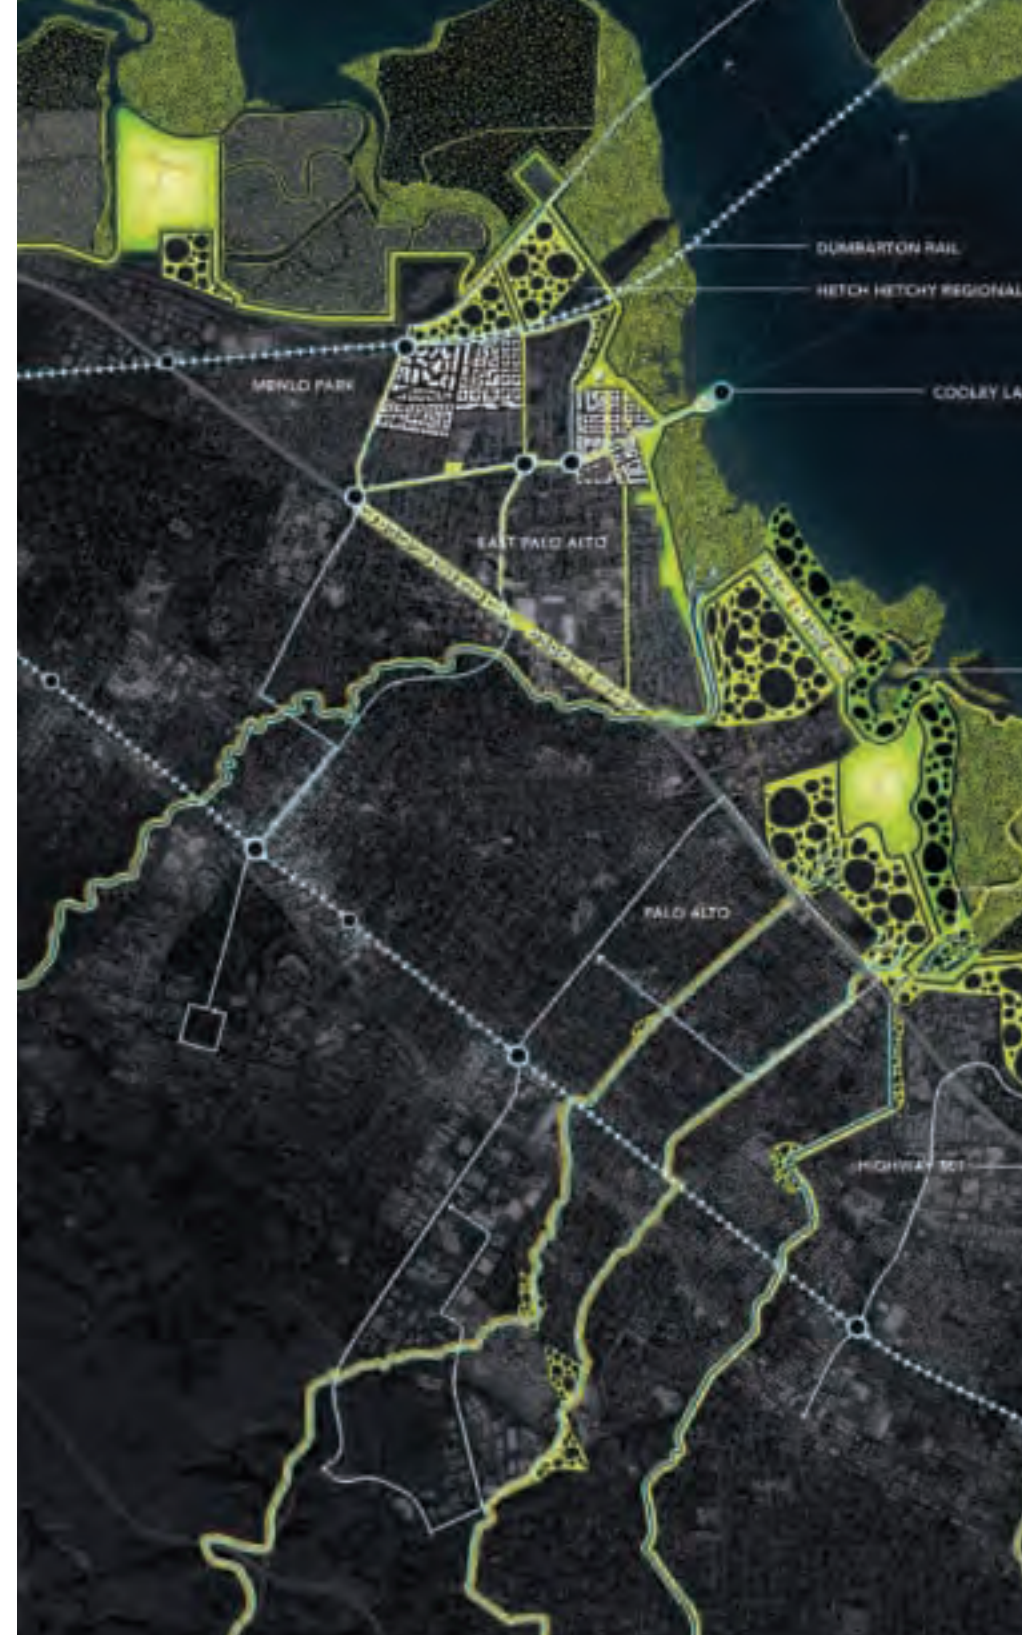 DUMBARTON RAIL
HETCH HETCHY REGIONAL
MENLO PARK
COOLEY LA
EAST PALO ALTO
PALO ALTO
HIGHWAY 101